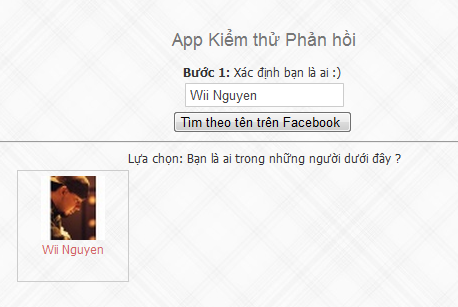 App Kiểm thử Phản hồi
Bước 1: Xác định bạn là ai :)
Wii Nguyen
Tìm theo tên trên Facebook
Lựa chọn: Bạn là ai trong những người dưới đây ?
Wii Nguyen